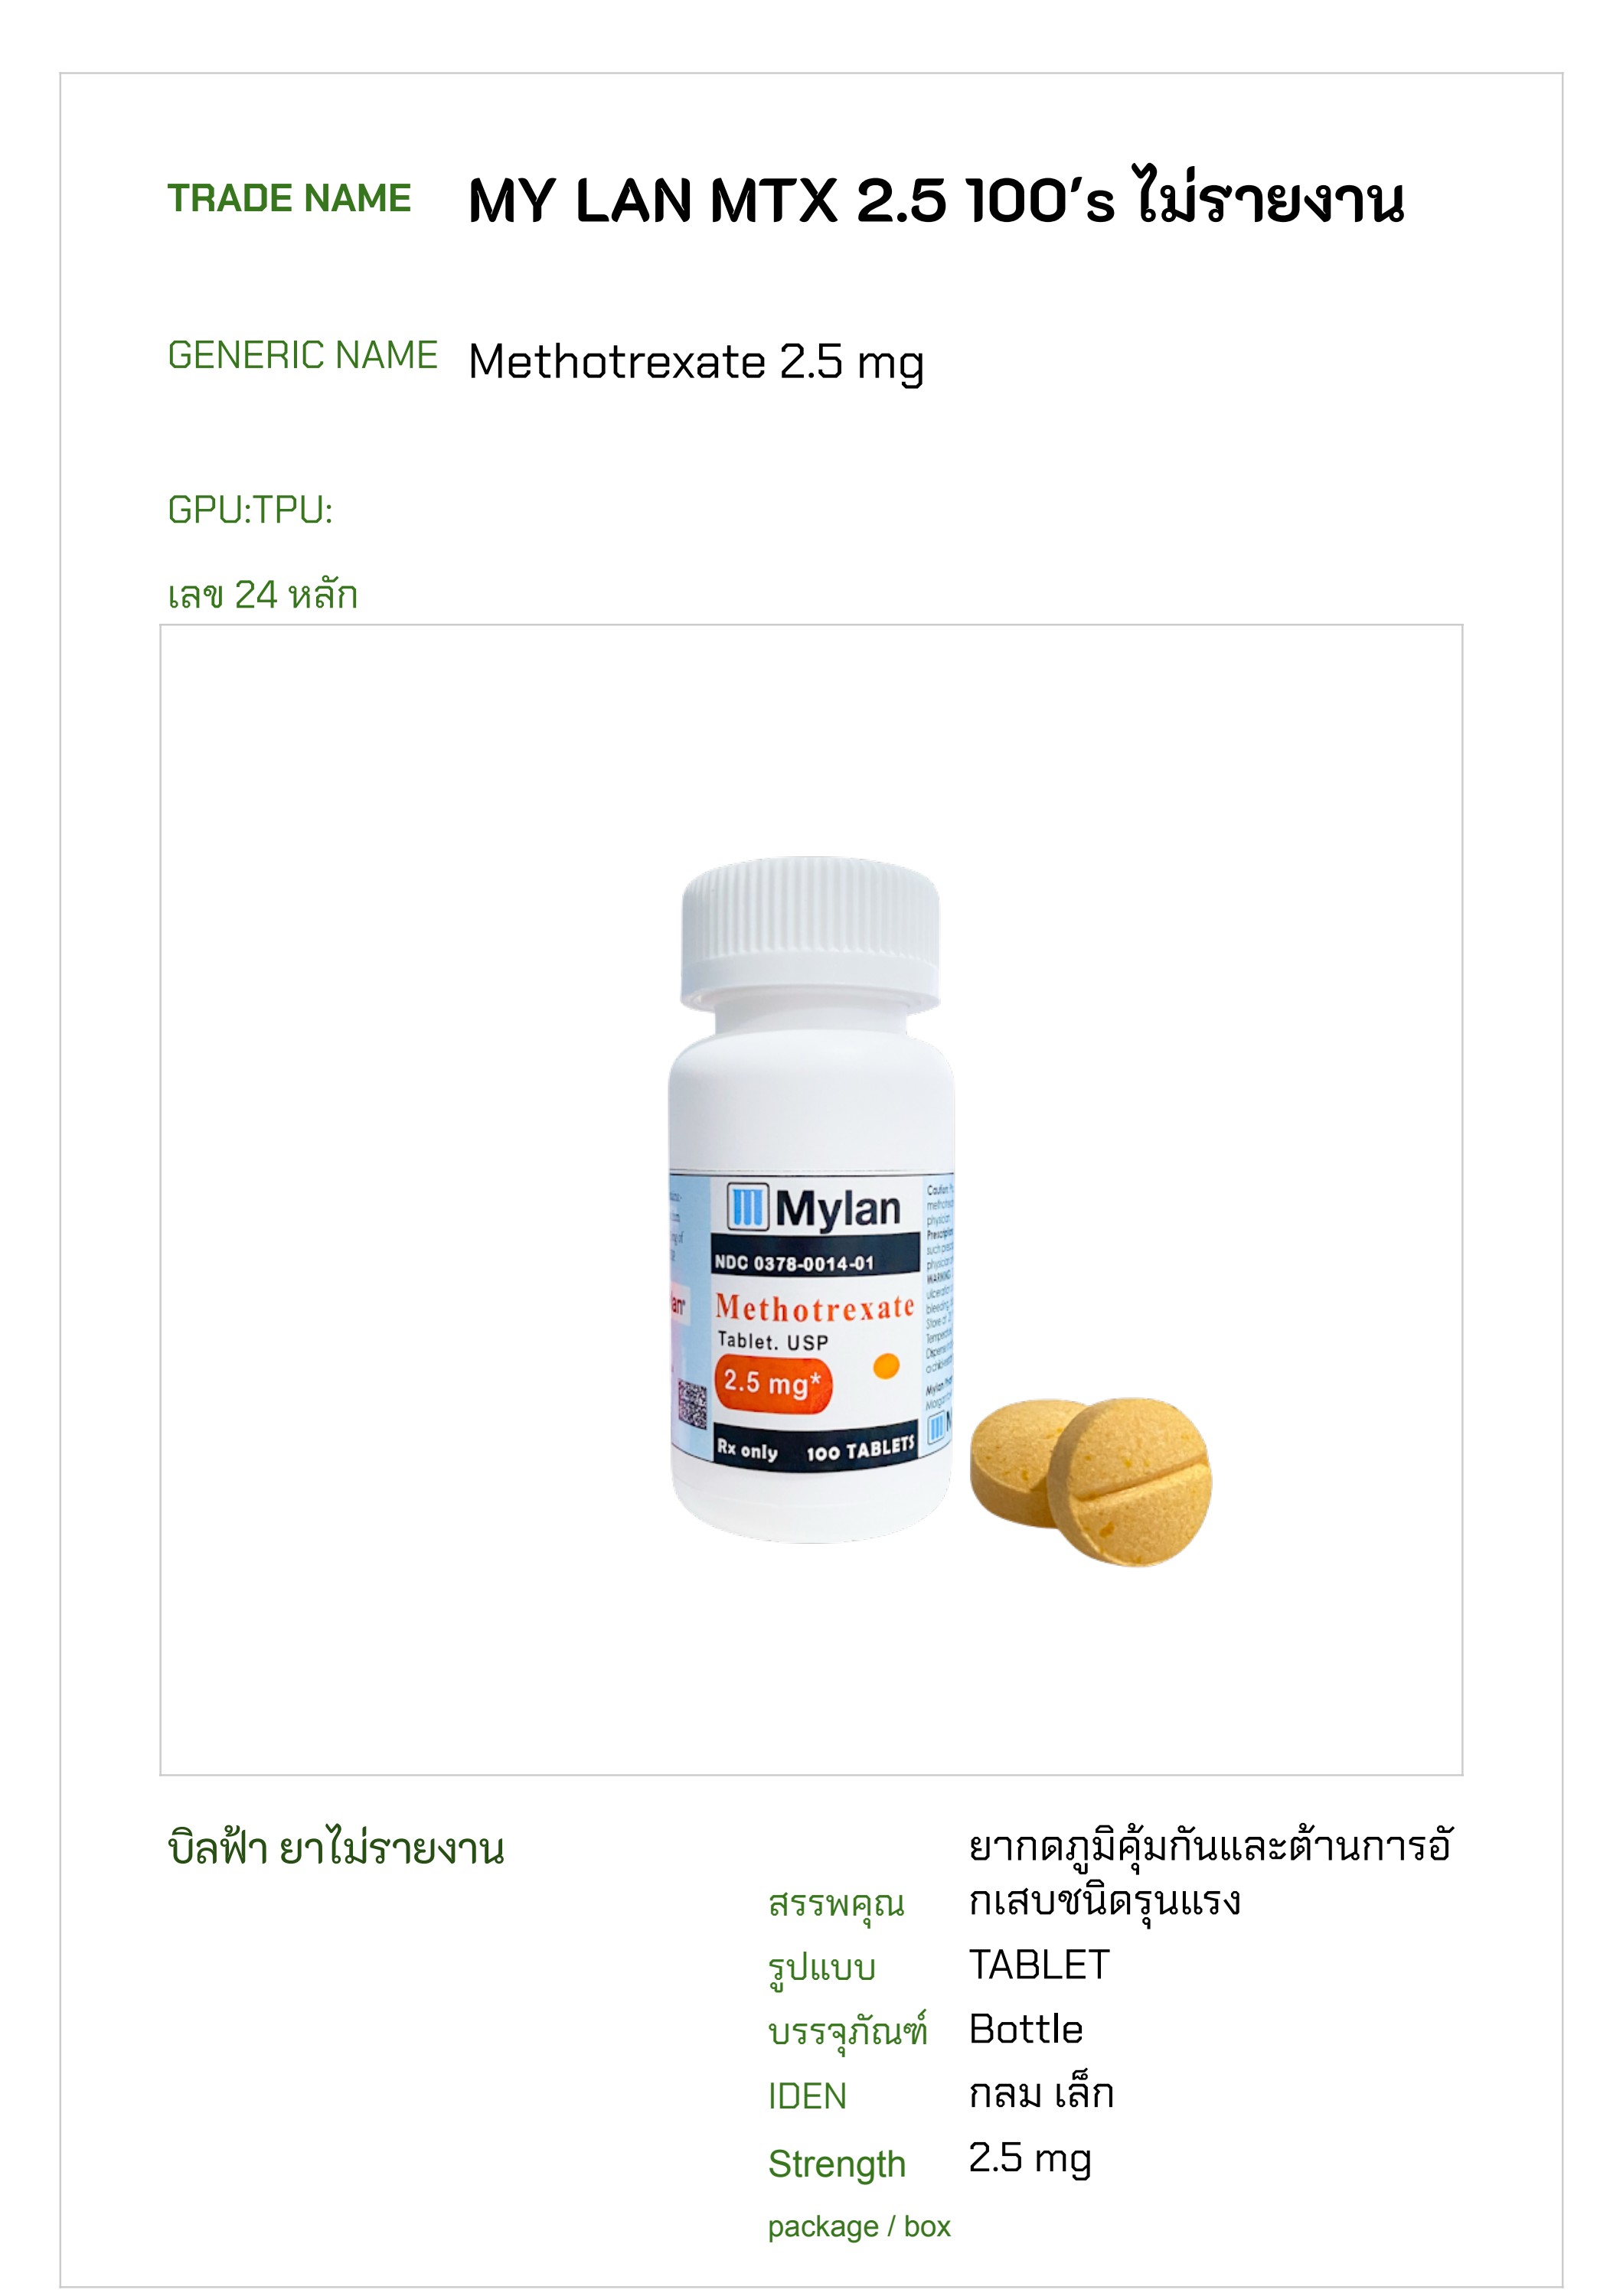 TRADE NAME MY LAN MTX 2.5 100's ไม่รายงาน
GENERIC NAME Methotrexate 2.5 mg
GPU:TPU:
เลข 24 หลัก
Mylan
NDC 0378-0014-01
Methotrexate
Tablet. USP
2.5 mg*
Rx only 100 TABLETS
บิลฟ้า ยาไม่รายงาน
ยากดภูมิคุ้มกันและต้านการอั
สรรพคุณ กเสบชนิดรุนแรง
รูปแบบ TABLET
บรรจุภัณฑ์ Bottle
IDEN กลม เล็ก
Strength 2.5 mg
package / box